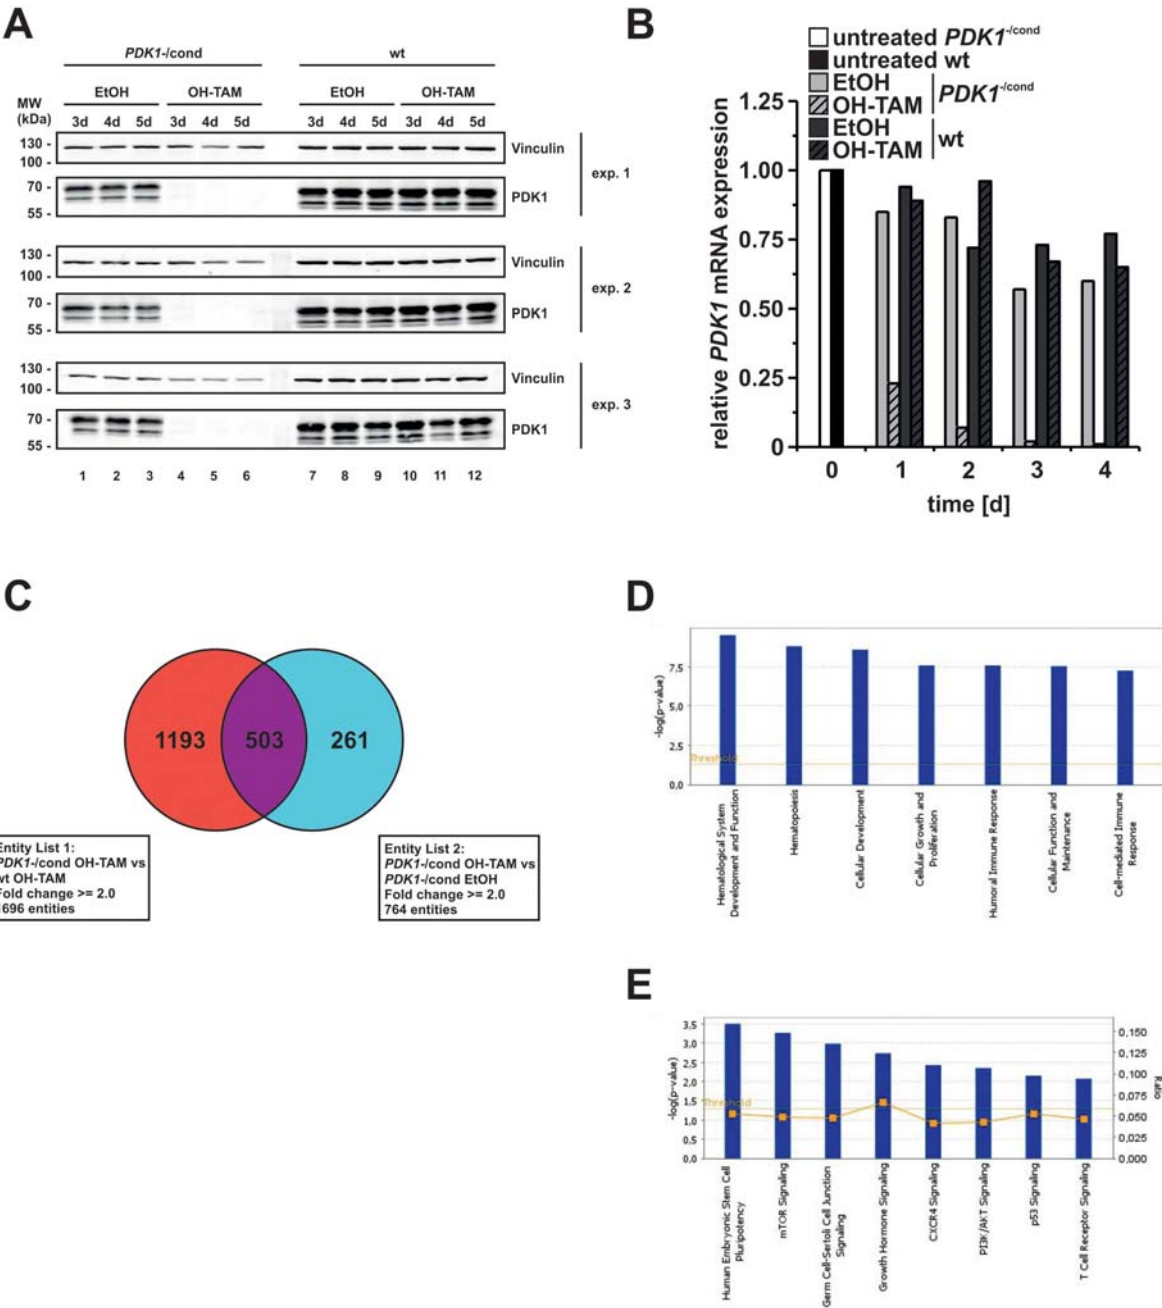 A
PDK1-/cond
wt
EtOH
OH-TAM
EtOH
OH-TAM
MW
(kDa)
3d 4d 5d 3d 4d 5d
3d 4d 5d 3d 4d 5d
130 -
100 -
Vinculin
70 -
55 -
PDK1
exp. 1
130 -
100 -
Vinculin
70 -
55 -
PDK1
exp. 2
130 -
100 -
Vinculin
70 -
55 -
PDK1
exp. 3
1 2 3 4 5 6 7 8 9 10 11 12
B
untreated PDK1-/cond
untreated wt
EtOH
OH-TAM
PDK1-/cond
EtOH
OH-TAM
wt
relative PDK1 mRNA expression
1.25
1.00
0.75
0.50
0.25
0
0 1 2 3 4
time [d]
C
1193
503
261
Entity List 1:
PDK1-/cond OH-TAM vs
wt OH-TAM
Fold change >= 2.0
1696 entities
Entity List 2:
PDK1-/cond OH-TAM vs
PDK1-/cond EtOH
Fold change >= 2.0
764 entities
D
-log(p-value)
7.5
5.0
2.5
0.0
Threshold
Hematological System
Development and Function
Hematopoiesis
Cellular Development
Cellular Growth and
Proliferation
Humoral Immune Response
Cellular Function and
Maintenance
Cell-mediated Immune
Response
E
-log(p-value)
3.5
3.0
2.5
2.0
1.5
1.0
0.5
0.0
Threshold
0,150
0,125
0,100
0,075
0,050
0,025
0,000
Ratio
Human Embryonic Stem Cell
Pluripotency
mTOR Signaling
Germ Cell-Sertoli Cell Junction
Signaling
Growth Hormone Signaling
CXCR4 Signaling
PI3K/AKT Signaling
p53 Signaling
T Cell Receptor Signaling